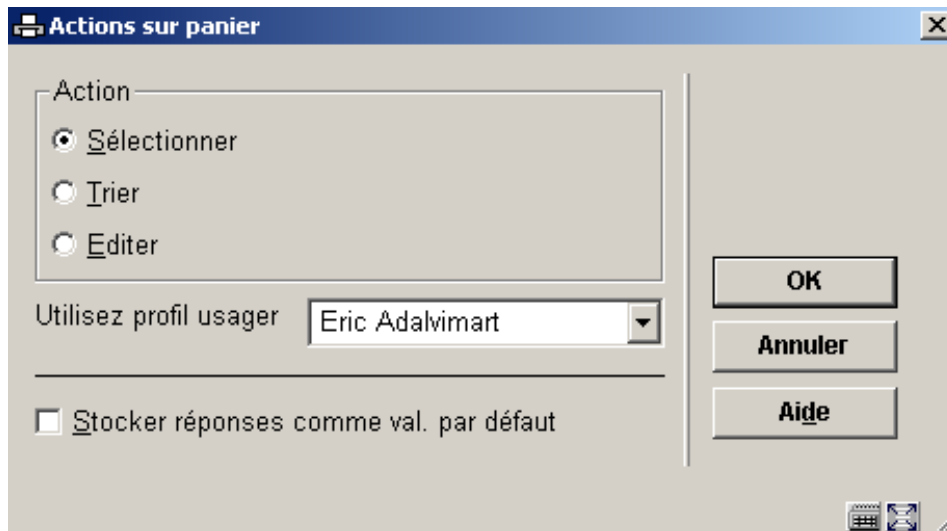 Actions sur panier
Action
Sélectionner
Trier
Editer
Utilisez profil usager
Eric Adalvimart
Stocker réponses comme val. par défaut
OK
Annuler
Aide